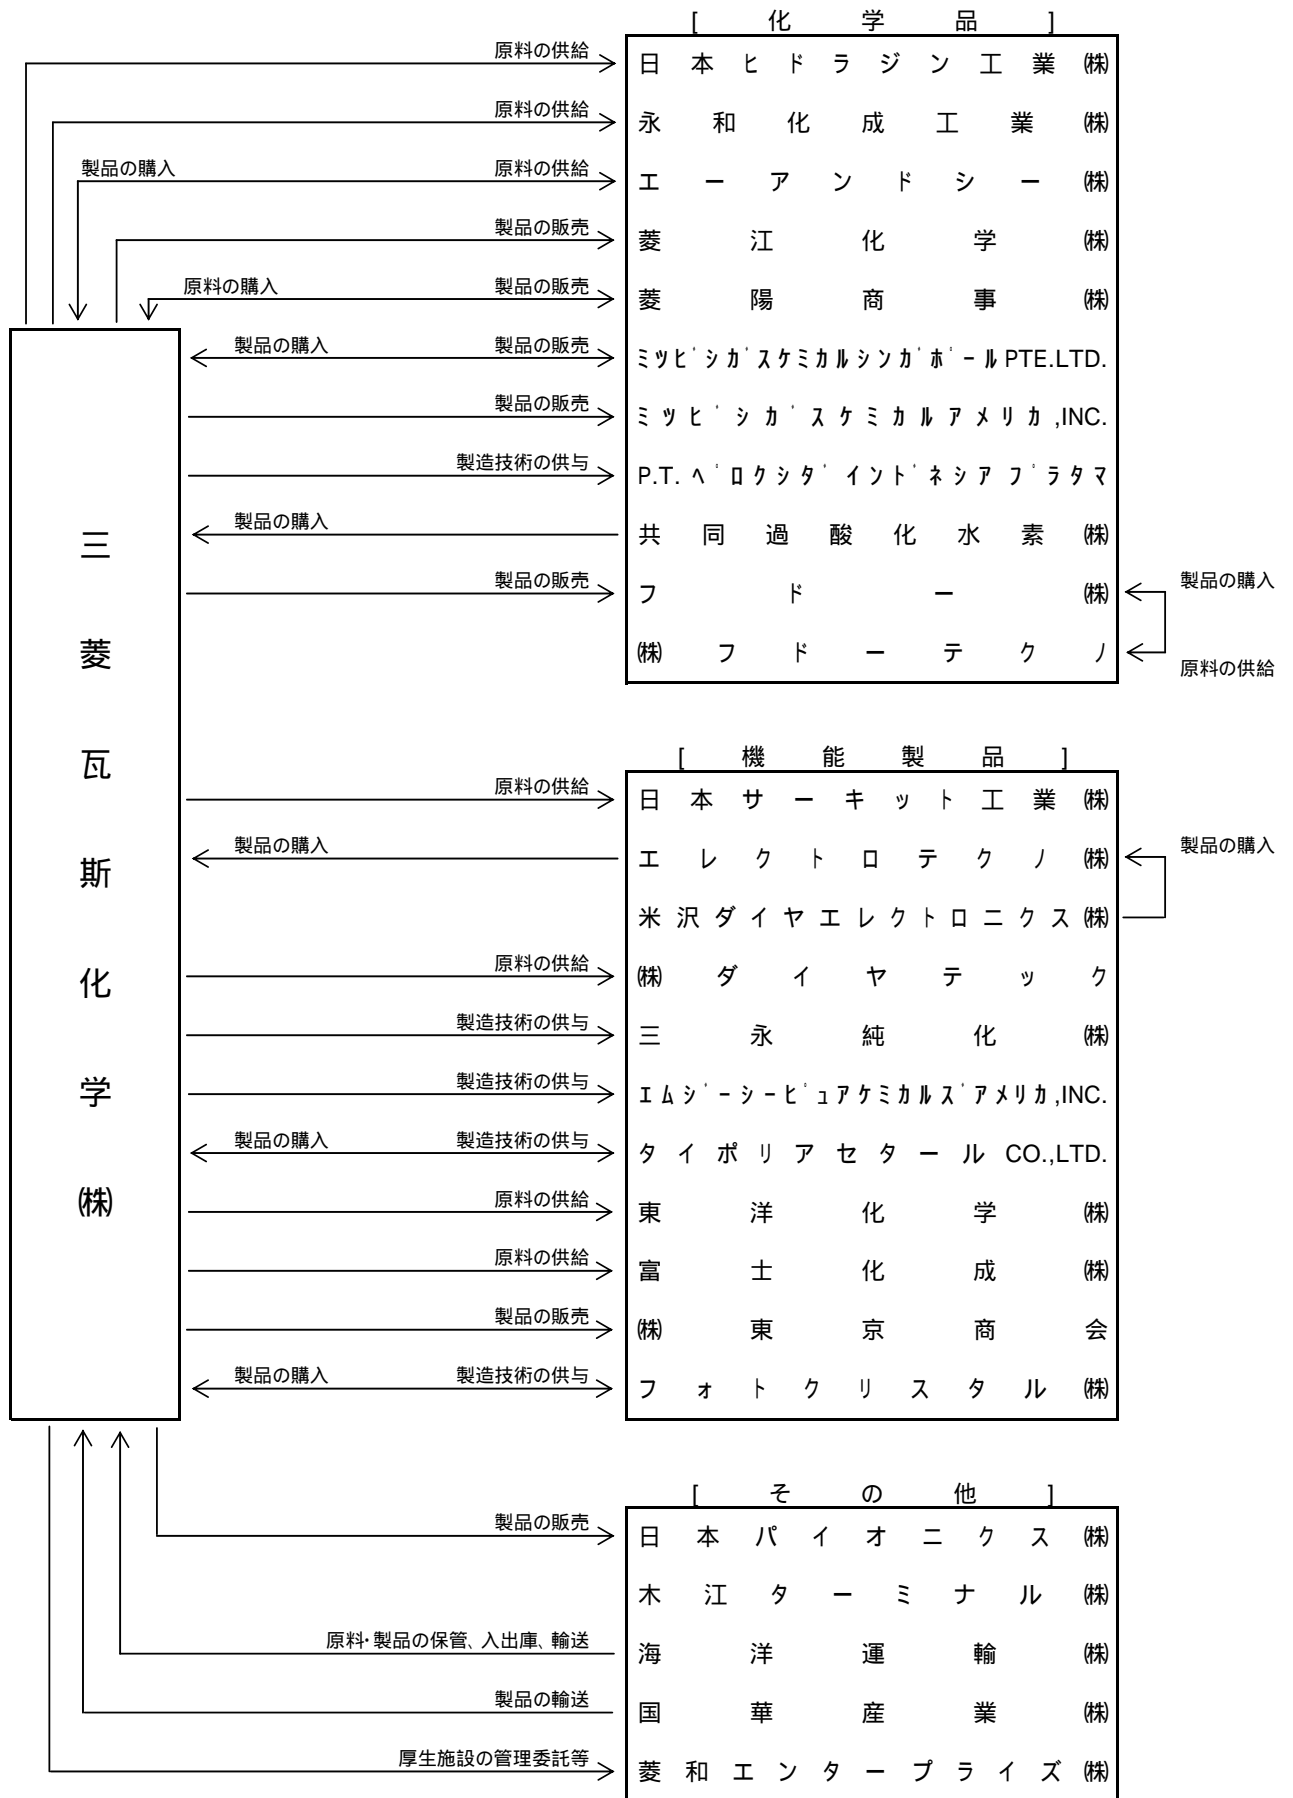 [化学品]
原料の供給 日本ヒドラジン工業㈱
原料の供給 永和化成工業㈱
製品の購入 原料の供給 エーアンドシー㈱
製品の販売 菱江化学㈱
原料の購入 製品の販売 菱陽商事㈱
製品の購入 製品の販売 ﾐﾂﾋﾞｼｶﾞｽｹﾐｶﾙｼﾝｶﾞﾎﾟｰﾙ PTE.LTD.
製品の販売 ﾐﾂﾋﾞｼｶﾞｽｹﾐｶﾙｱﾒﾘｶ,INC.
製造技術の供与 P.T.ﾍﾟﾛｸｼﾀﾞ ｲﾝﾄﾞﾈｼｱ ﾌﾟﾗﾀﾏ
製品の購入 共同過酸化水素㈱
製品の販売 フドー㈱ 製品の購入
㈱フドーテクノ 原料の供給
三菱瓦斯化学㈱
[機能製品]
原料の供給 日本サーキット工業㈱
製品の購入 エレクトロテクノ㈱ 製品の購入
米沢ダイヤエレクトロニクス㈱
原料の供給 ㈱ダイヤテック
製造技術の供与 三永純化㈱
製造技術の供与 ｴﾑｼﾞｰｼｰﾋﾟｭｱｹﾐｶﾙｽﾞｱﾒﾘｶ,INC.
製品の購入 製造技術の供与 タイポリアセタール CO.,LTD.
原料の供給 東洋化学㈱
原料の供給 富士化成㈱
製品の販売 ㈱東京商会
製品の購入 製造技術の供与 フォトクリスタル㈱
[その他]
製品の販売 日本パイオニクス㈱
木江ターミナル㈱
原料・製品の保管、入出庫、輸送 海洋運輸㈱
製品の輸送 国華産業㈱
厚生施設の管理委託等 菱和エンタープライズ㈱